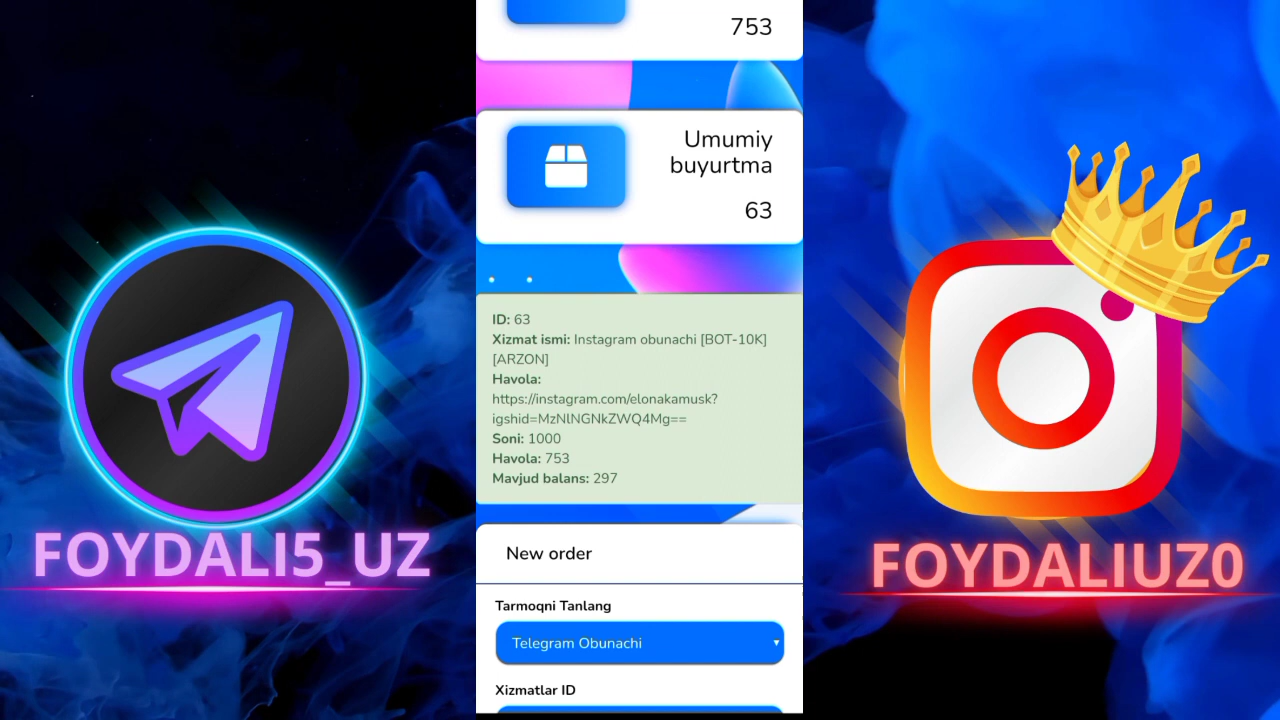 753
Umumiy
buyurtma
63
ID: 63
Xizmat ismi: Instagram obunachi [BOT-10K]
[ARZON]
Havola:
https://instagram.com/elonakamusk?
igshid=MzNlNGNkZWQ4Mg==
Soni: 1000
Havola: 753
Mavjud balans: 297
New order
Tarmoqni Tanlang
Telegram Obunachi
Xizmatlar ID
FOYDALI5_UZ
FOYDALIUZ0